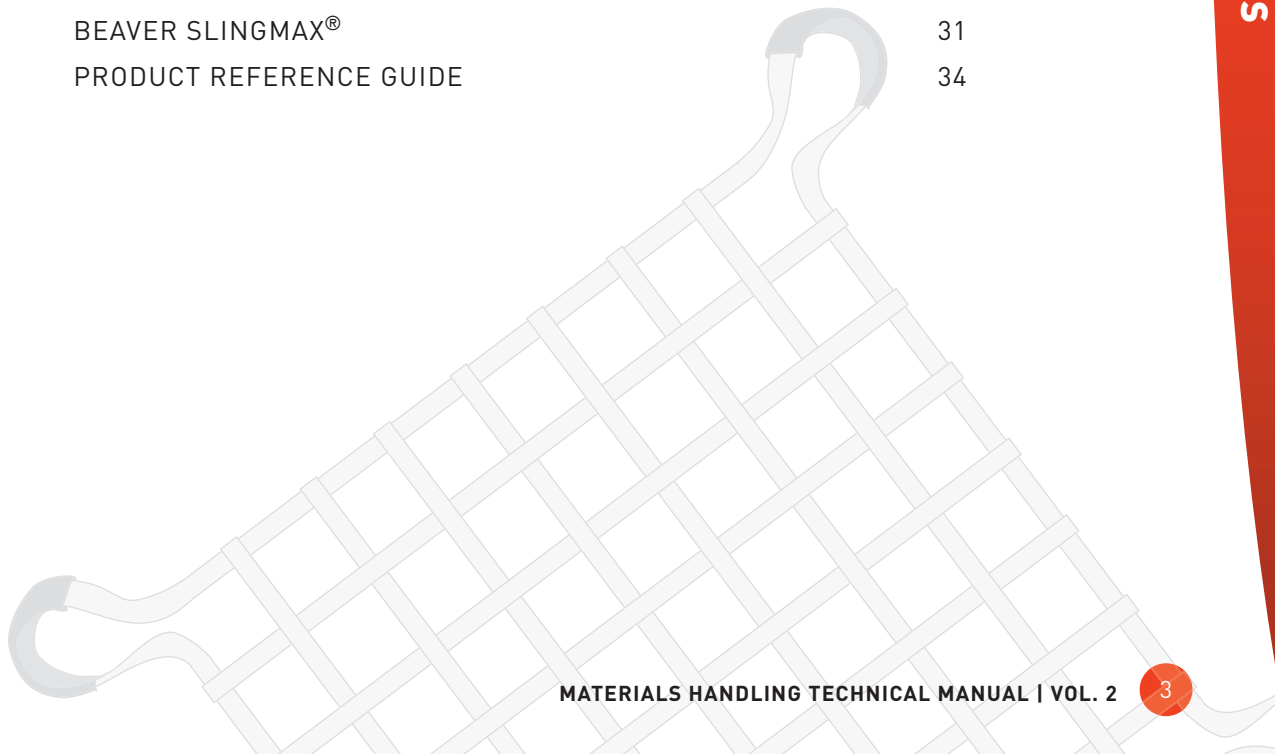 BEAVER SLINGMAX® 31
PRODUCT REFERENCE GUIDE 34
S
MATERIALS HANDLING TECHNICAL MANUAL | VOL. 2 3